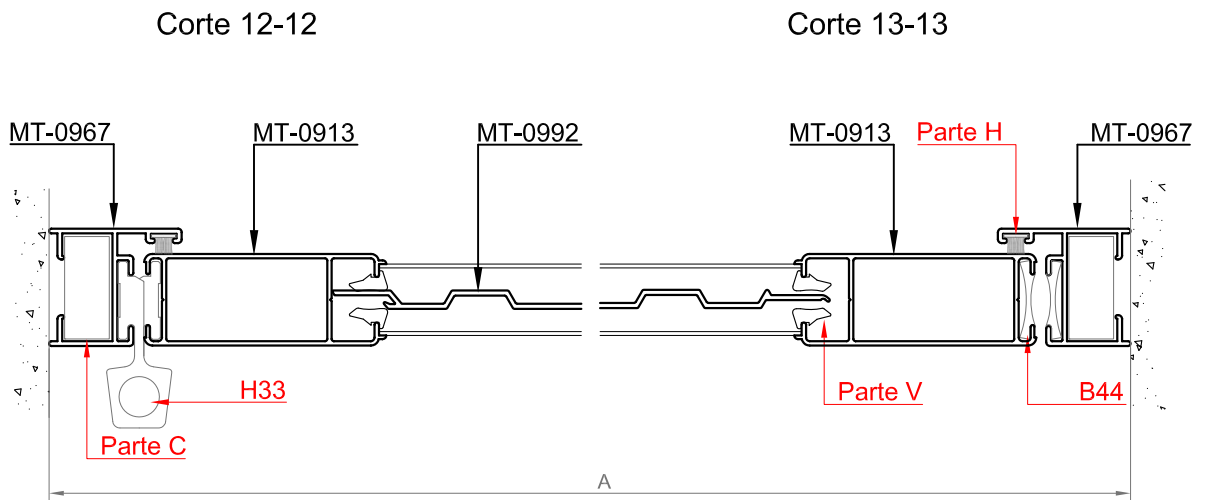 Corte 12-12
Corte 13-13
MT-0967
MT-0913
MT-0992
MT-0913
Parte H
MT-0967
H33
Parte V
B44
Parte C
A